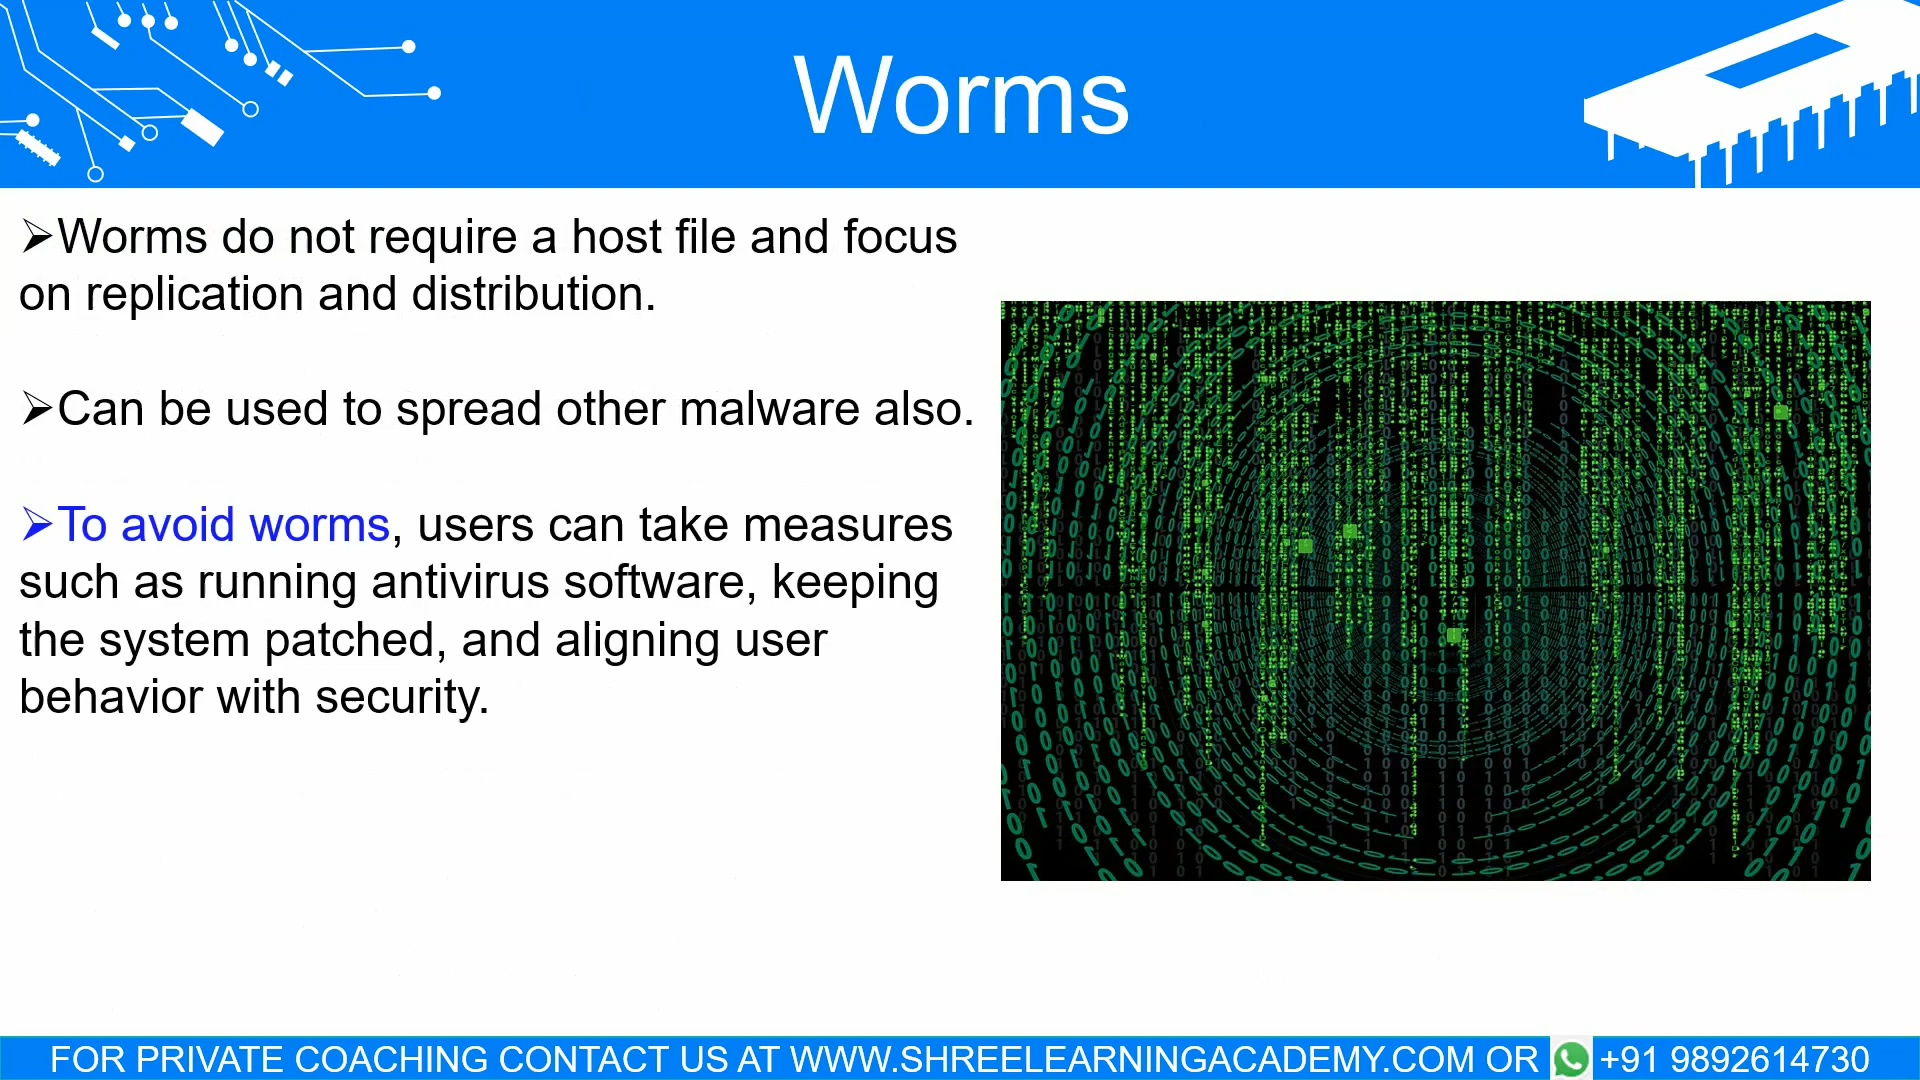 Worms
➢Worms do not require a host file and focus
on replication and distribution.
➢Can be used to spread other malware also.
➢To avoid worms, users can take measures
such as running antivirus software, keeping
the system patched, and aligning user
behavior with security.
FOR PRIVATE COACHING CONTACT US AT WWW.SHREELEARNINGACADEMY.COM OR +91 9892614730